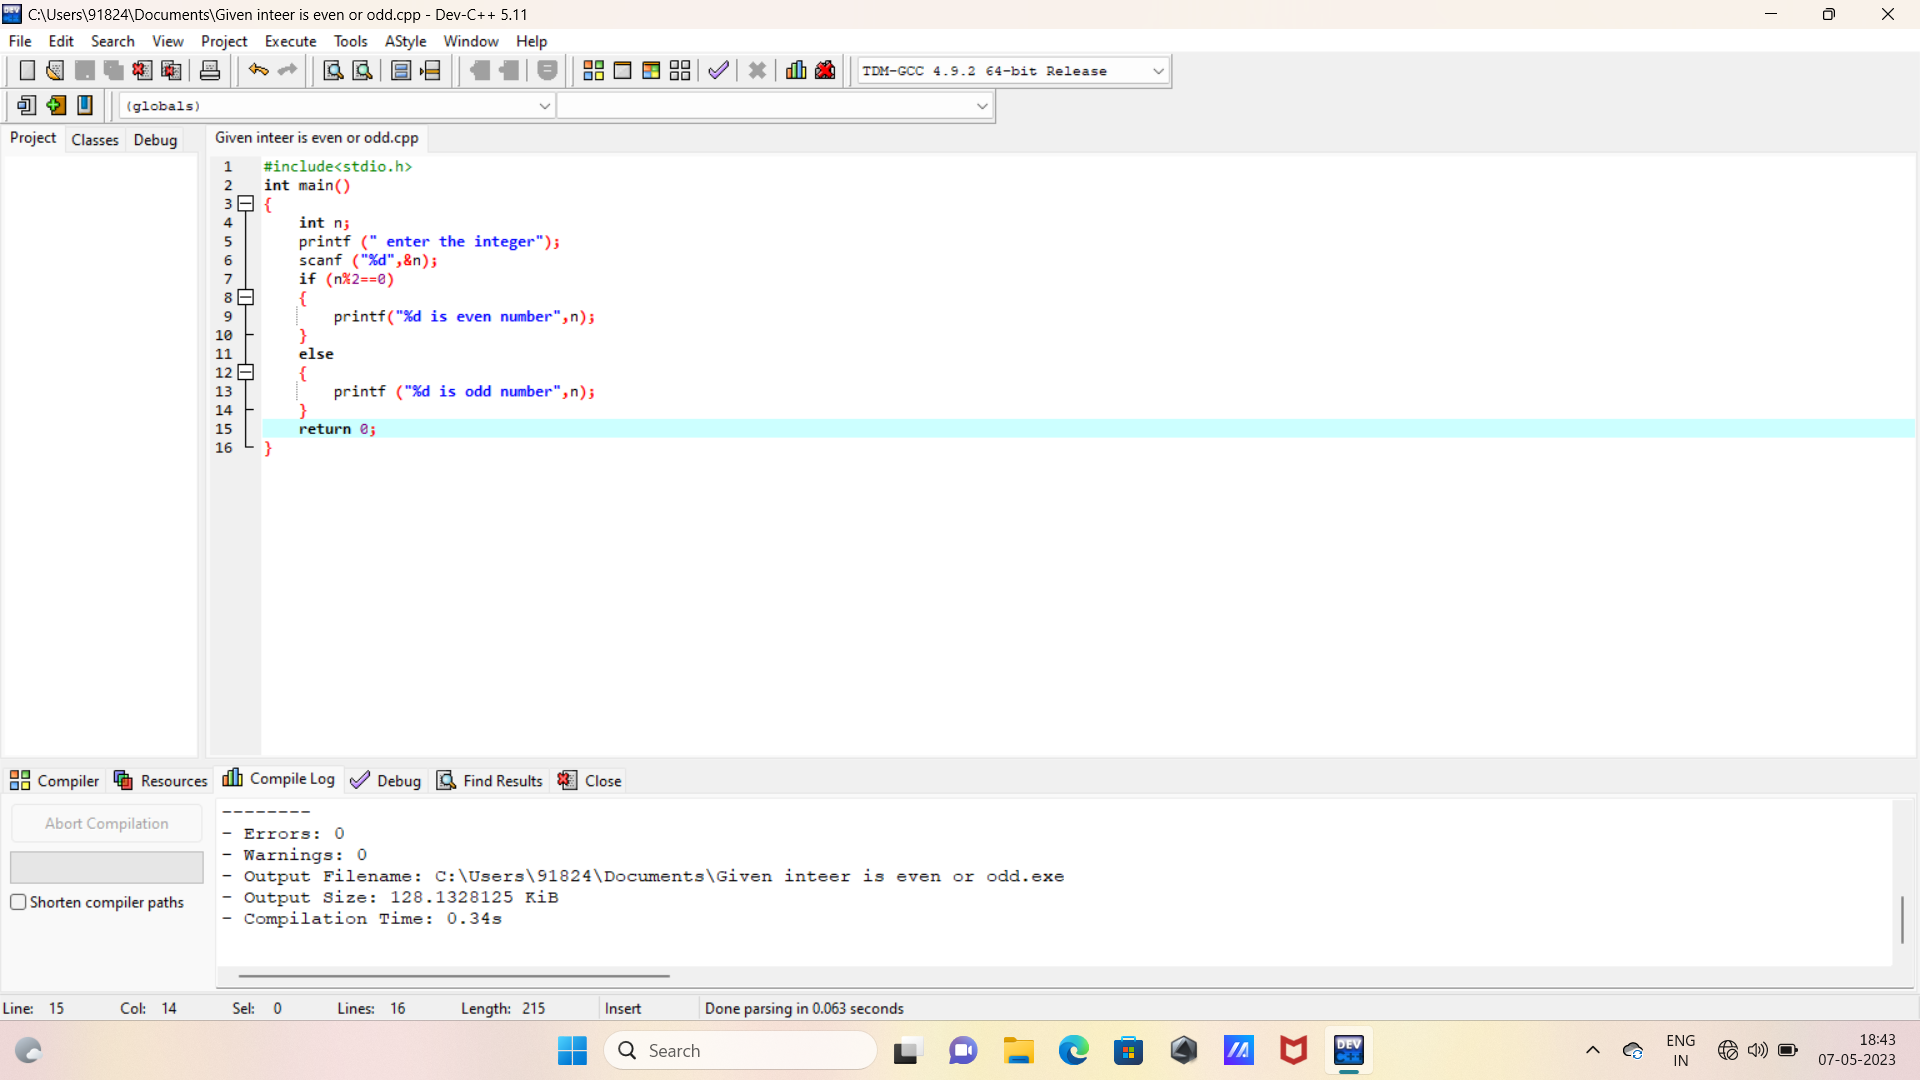 C:\Users\91824\Documents\Given inteer is even or odd.cpp - Dev-C++ 5.11
File Edit Search View Project Execute Tools AStyle Window Help
TDM-GCC 4.9.2 64-bit Release
(globals)
Project Classes Debug Given inteer is even or odd.cpp
1 #include<stdio.h>
2 int main()
3 {
4 int n;
5 printf (" enter the integer");
6 scanf ("%d",&n);
7 if (n%2==0)
8 {
9 printf("%d is even number",n);
10 }
11 else
12 {
13 printf ("%d is odd number",n);
14 }
15 return 0;
16 }
Compiler Resources Compile Log Debug Find Results Close
Abort Compilation
Shorten compiler paths
--------
- Errors: 0
- Warnings: 0
- Output Filename: C:\Users\91824\Documents\Given inteer is even or odd.exe
- Output Size: 128.1328125 KiB
- Compilation Time: 0.34s
Line: 15 Col: 14 Sel: 0 Lines: 16 Length: 215 Insert Done parsing in 0.063 seconds
Search
DEV C++
ENG
IN
18:43
07-05-2023